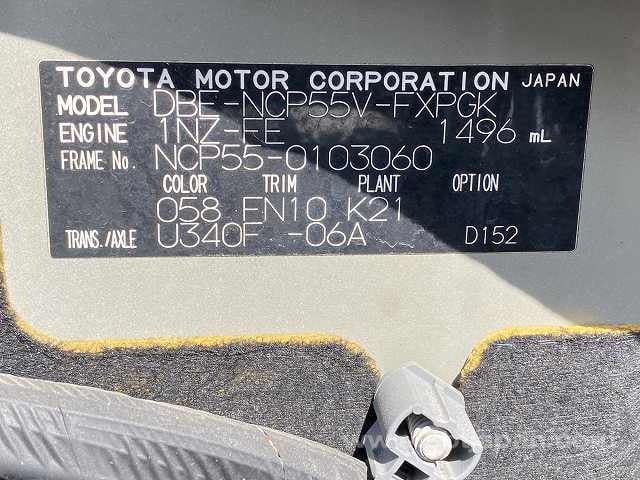 TOYOTA MOTOR CORPORATION JAPAN
MODEL DBE-NCP55V-FXPGK
ENGINE 1NZ-FE 1496 mL
FRAME No. NCP55-0103060
COLOR TRIM PLANT OPTION
058 FN10 K21
TRANS./AXLE U340F -06A D152